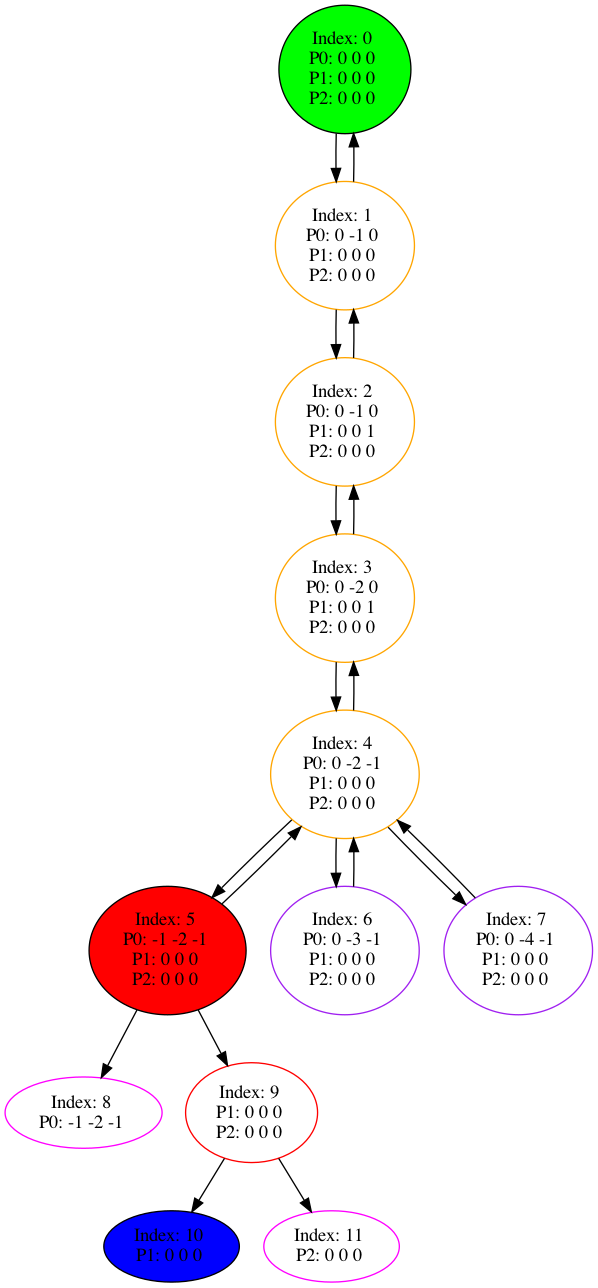 Index: 0
P0: 0 0 0
P1: 0 0 0
P2: 0 0 0
Index: 1
P0: 0 -1 0
P1: 0 0 0
P2: 0 0 0
Index: 2
P0: 0 -1 0
P1: 0 0 1
P2: 0 0 0
Index: 3
P0: 0 -2 0
P1: 0 0 1
P2: 0 0 0
Index: 4
P0: 0 -2 -1
P1: 0 0 0
P2: 0 0 0
Index: 5
P0: -1 -2 -1
P1: 0 0 0
P2: 0 0 0
Index: 6
P0: 0 -3 -1
P1: 0 0 0
P2: 0 0 0
Index: 7
P0: 0 -4 -1
P1: 0 0 0
P2: 0 0 0
Index: 8
P0: -1 -2 -1
Index: 9
P1: 0 0 0
P2: 0 0 0
Index: 10
P1: 0 0 0
Index: 11
P2: 0 0 0